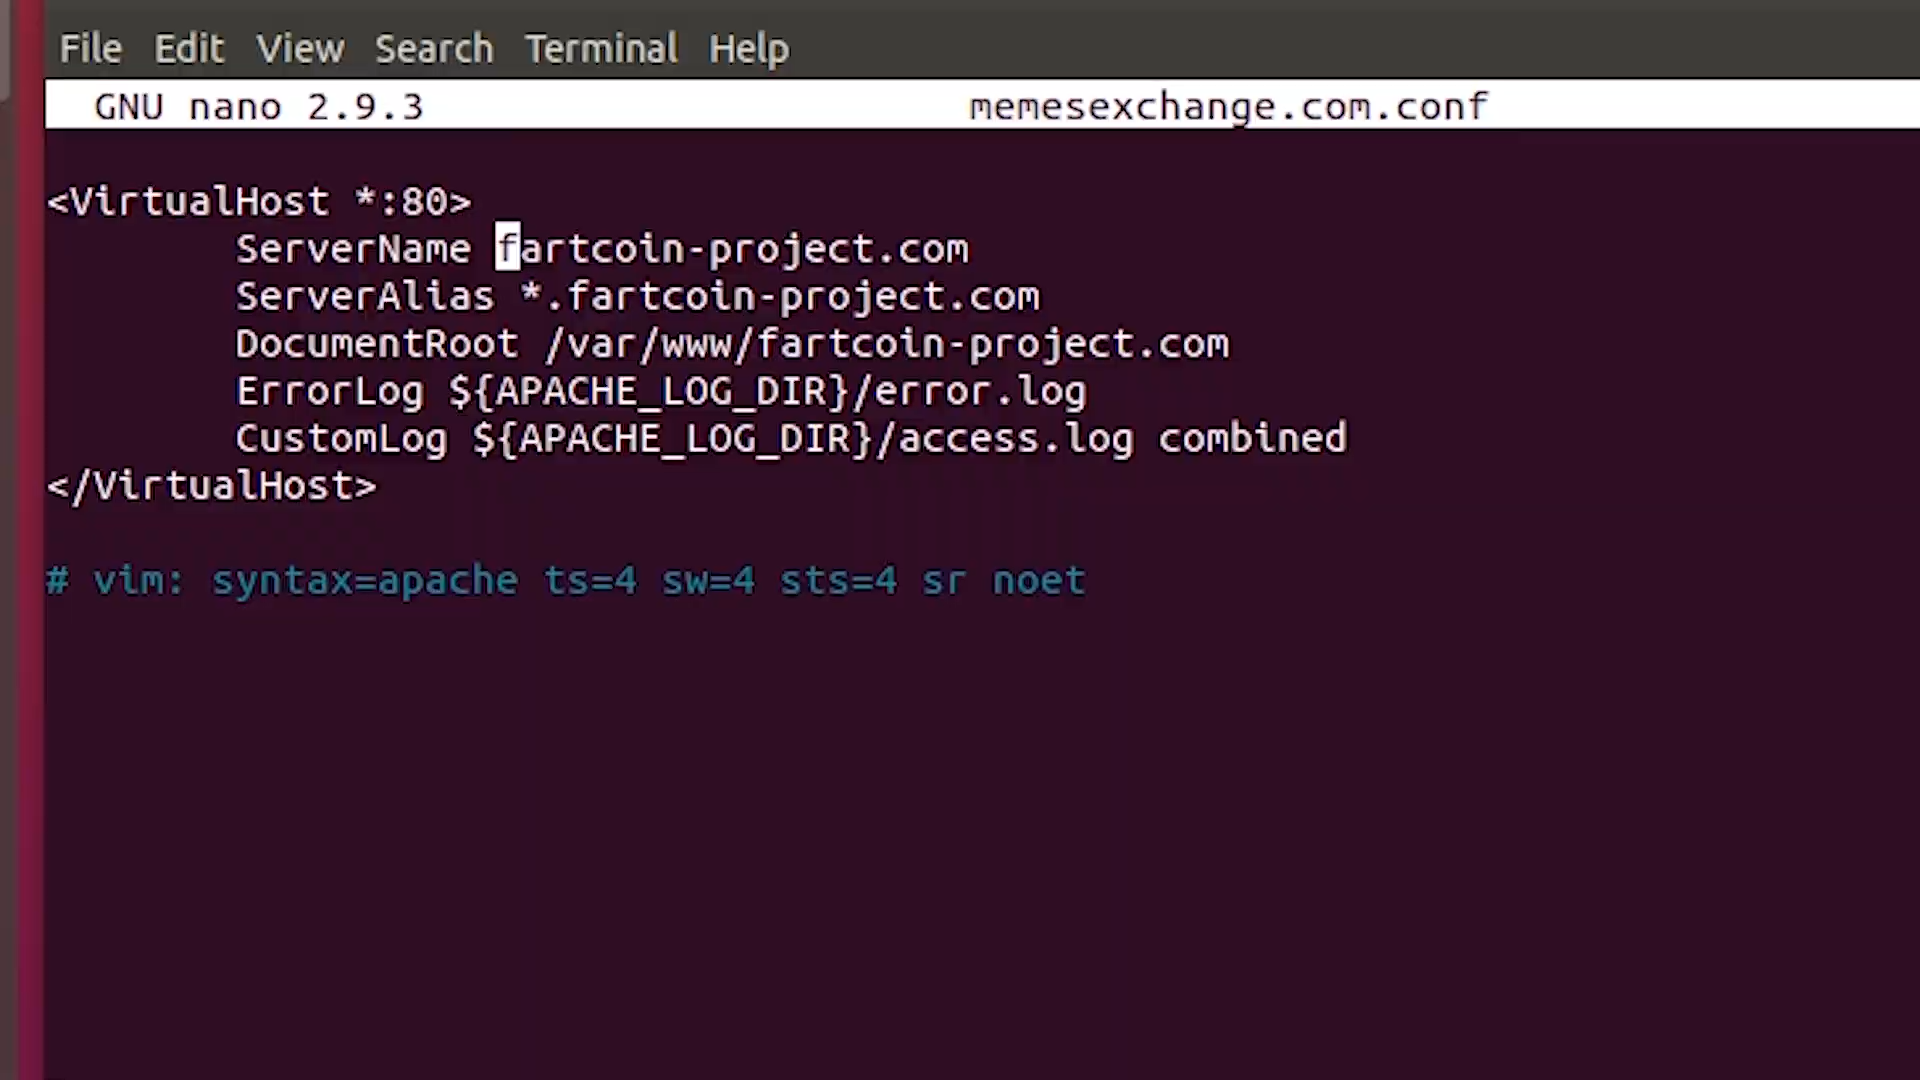 File Edit View Search Terminal Help
GNU nano 2.9.3 memesexchange.com.conf
<VirtualHost *:80>
ServerName fartcoin-project.com
ServerAlias *.fartcoin-project.com
DocumentRoot /var/www/fartcoin-project.com
ErrorLog ${APACHE_LOG_DIR}/error.log
CustomLog ${APACHE_LOG_DIR}/access.log combined
</VirtualHost>
# vim: syntax=apache ts=4 sw=4 sts=4 sr noet